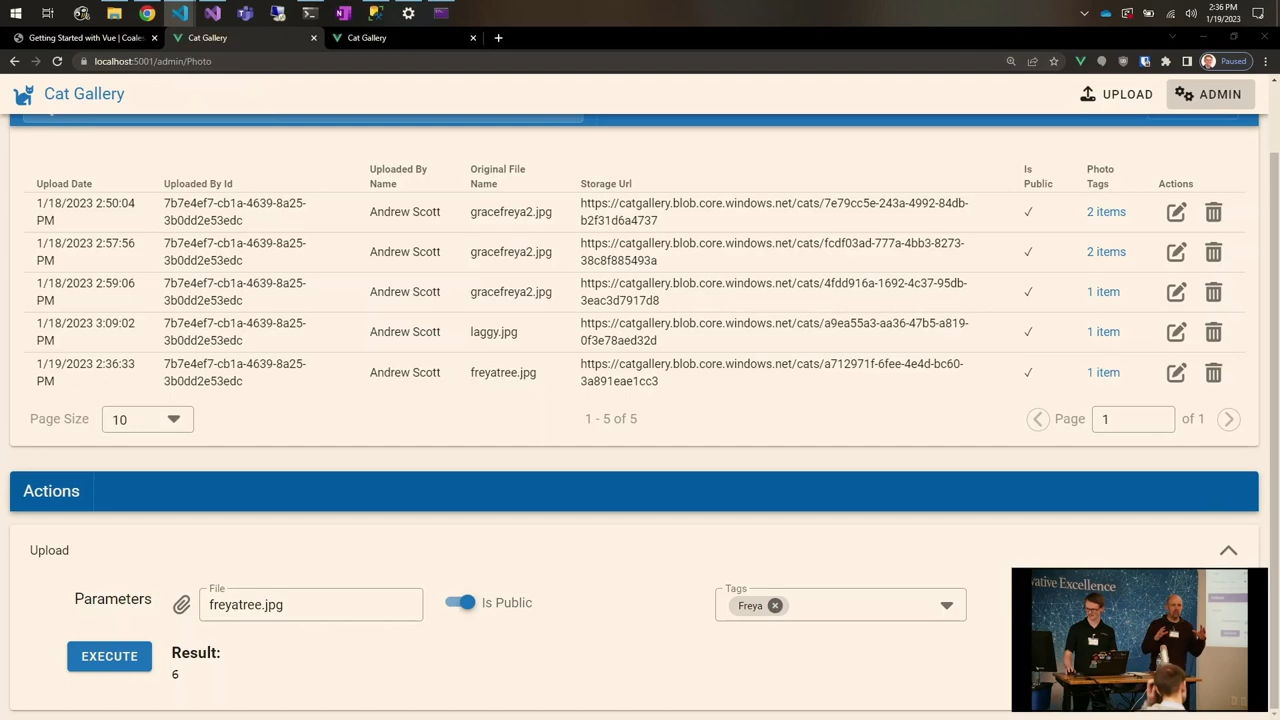 2:36 PM
1/19/2023
Getting Started with Vue | Coales
Cat Gallery
Cat Gallery
localhost:5001/admin/Photo
Paused
Cat Gallery
UPLOAD
ADMIN
Upload Date
Uploaded By Id
Uploaded By
Name
Original File
Name
Storage Url
Is
Public
Photo
Tags
Actions
1/18/2023 2:50:04
PM
7b7e4ef7-cb1a-4639-8a25-
3b0dd2e53edc
Andrew Scott
gracefreya2.jpg
https://catgallery.blob.core.windows.net/cats/7e79cc5e-243a-4992-84db-
b2f31d6a4737
✓
2 items
1/18/2023 2:57:56
PM
7b7e4ef7-cb1a-4639-8a25-
3b0dd2e53edc
Andrew Scott
gracefreya2.jpg
https://catgallery.blob.core.windows.net/cats/fcdf03ad-777a-4bb3-8273-
38c8f885493a
✓
2 items
1/18/2023 2:59:06
PM
7b7e4ef7-cb1a-4639-8a25-
3b0dd2e53edc
Andrew Scott
gracefreya2.jpg
https://catgallery.blob.core.windows.net/cats/4fdd916a-1692-4c37-95db-
3eac3d7917d8
✓
1 item
1/18/2023 3:09:02
PM
7b7e4ef7-cb1a-4639-8a25-
3b0dd2e53edc
Andrew Scott
laggy.jpg
https://catgallery.blob.core.windows.net/cats/a9ea55a3-aa36-47b5-a819-
0f3e78aed32d
✓
1 item
1/19/2023 2:36:33
PM
7b7e4ef7-cb1a-4639-8a25-
3b0dd2e53edc
Andrew Scott
freyatree.jpg
https://catgallery.blob.core.windows.net/cats/a712971f-6fee-4e4d-bc60-
3a891eae1cc3
✓
1 item
Page Size
10
1 - 5 of 5
Page
1
of 1
Actions
Upload
Parameters
File
freyatree.jpg
Is Public
Tags
Freya
EXECUTE
Result:
6
vative Excellence